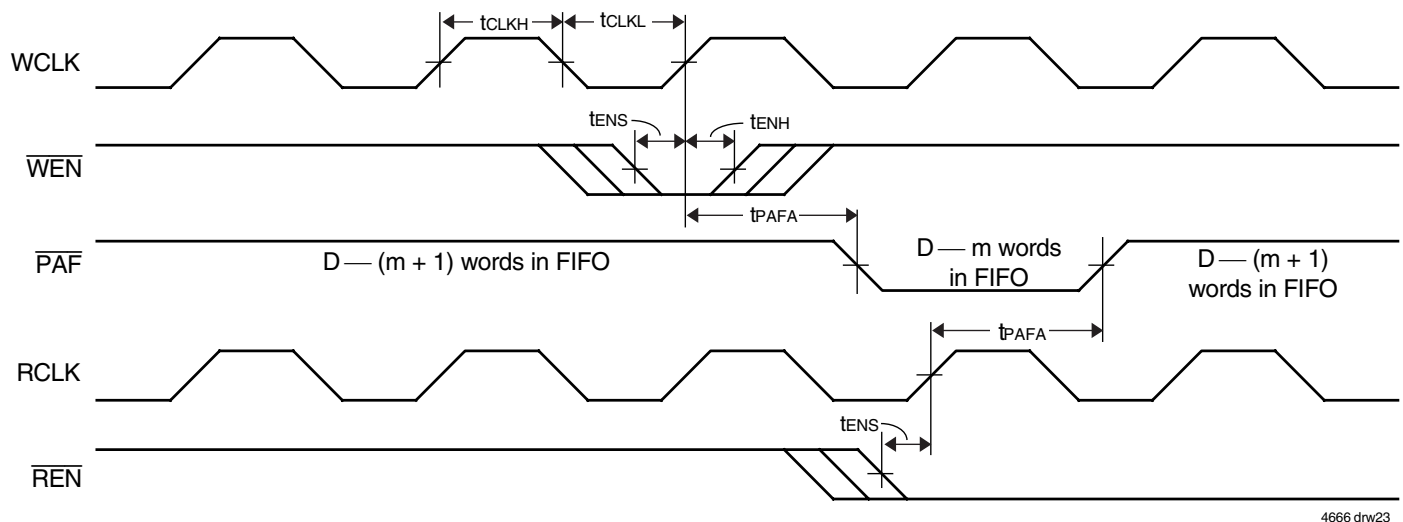 tCLKH
tCLKL
WCLK
tENS
tENH
WEN
tPAFA
PAF
D — (m + 1) words in FIFO
D — m words
in FIFO
D — (m + 1)
words in FIFO
tPAFA
RCLK
tENS
REN
4666 drw23